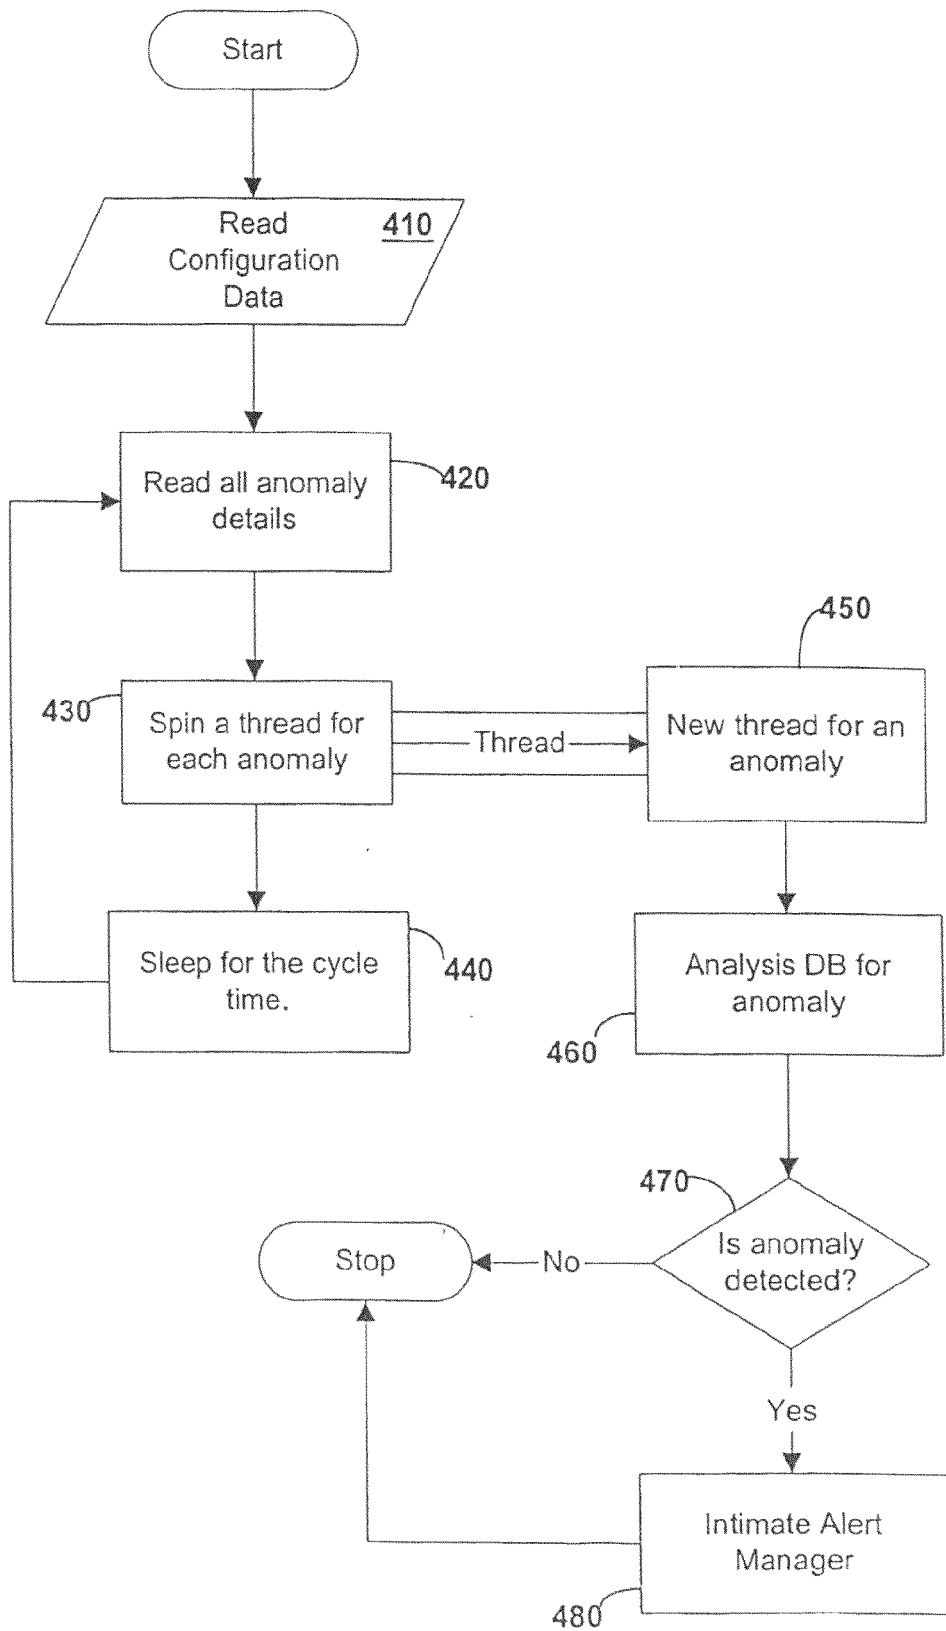 Start
Read
Configuration
Data
410
Read all anomaly
details
420
430
Spin a thread for
each anomaly
Thread
450
New thread for an
anomaly
Sleep for the cycle
time.
440
Analysis DB for
anomaly
460
470
Is anomaly
detected?
No
Stop
Yes
Intimate Alert
Manager
480